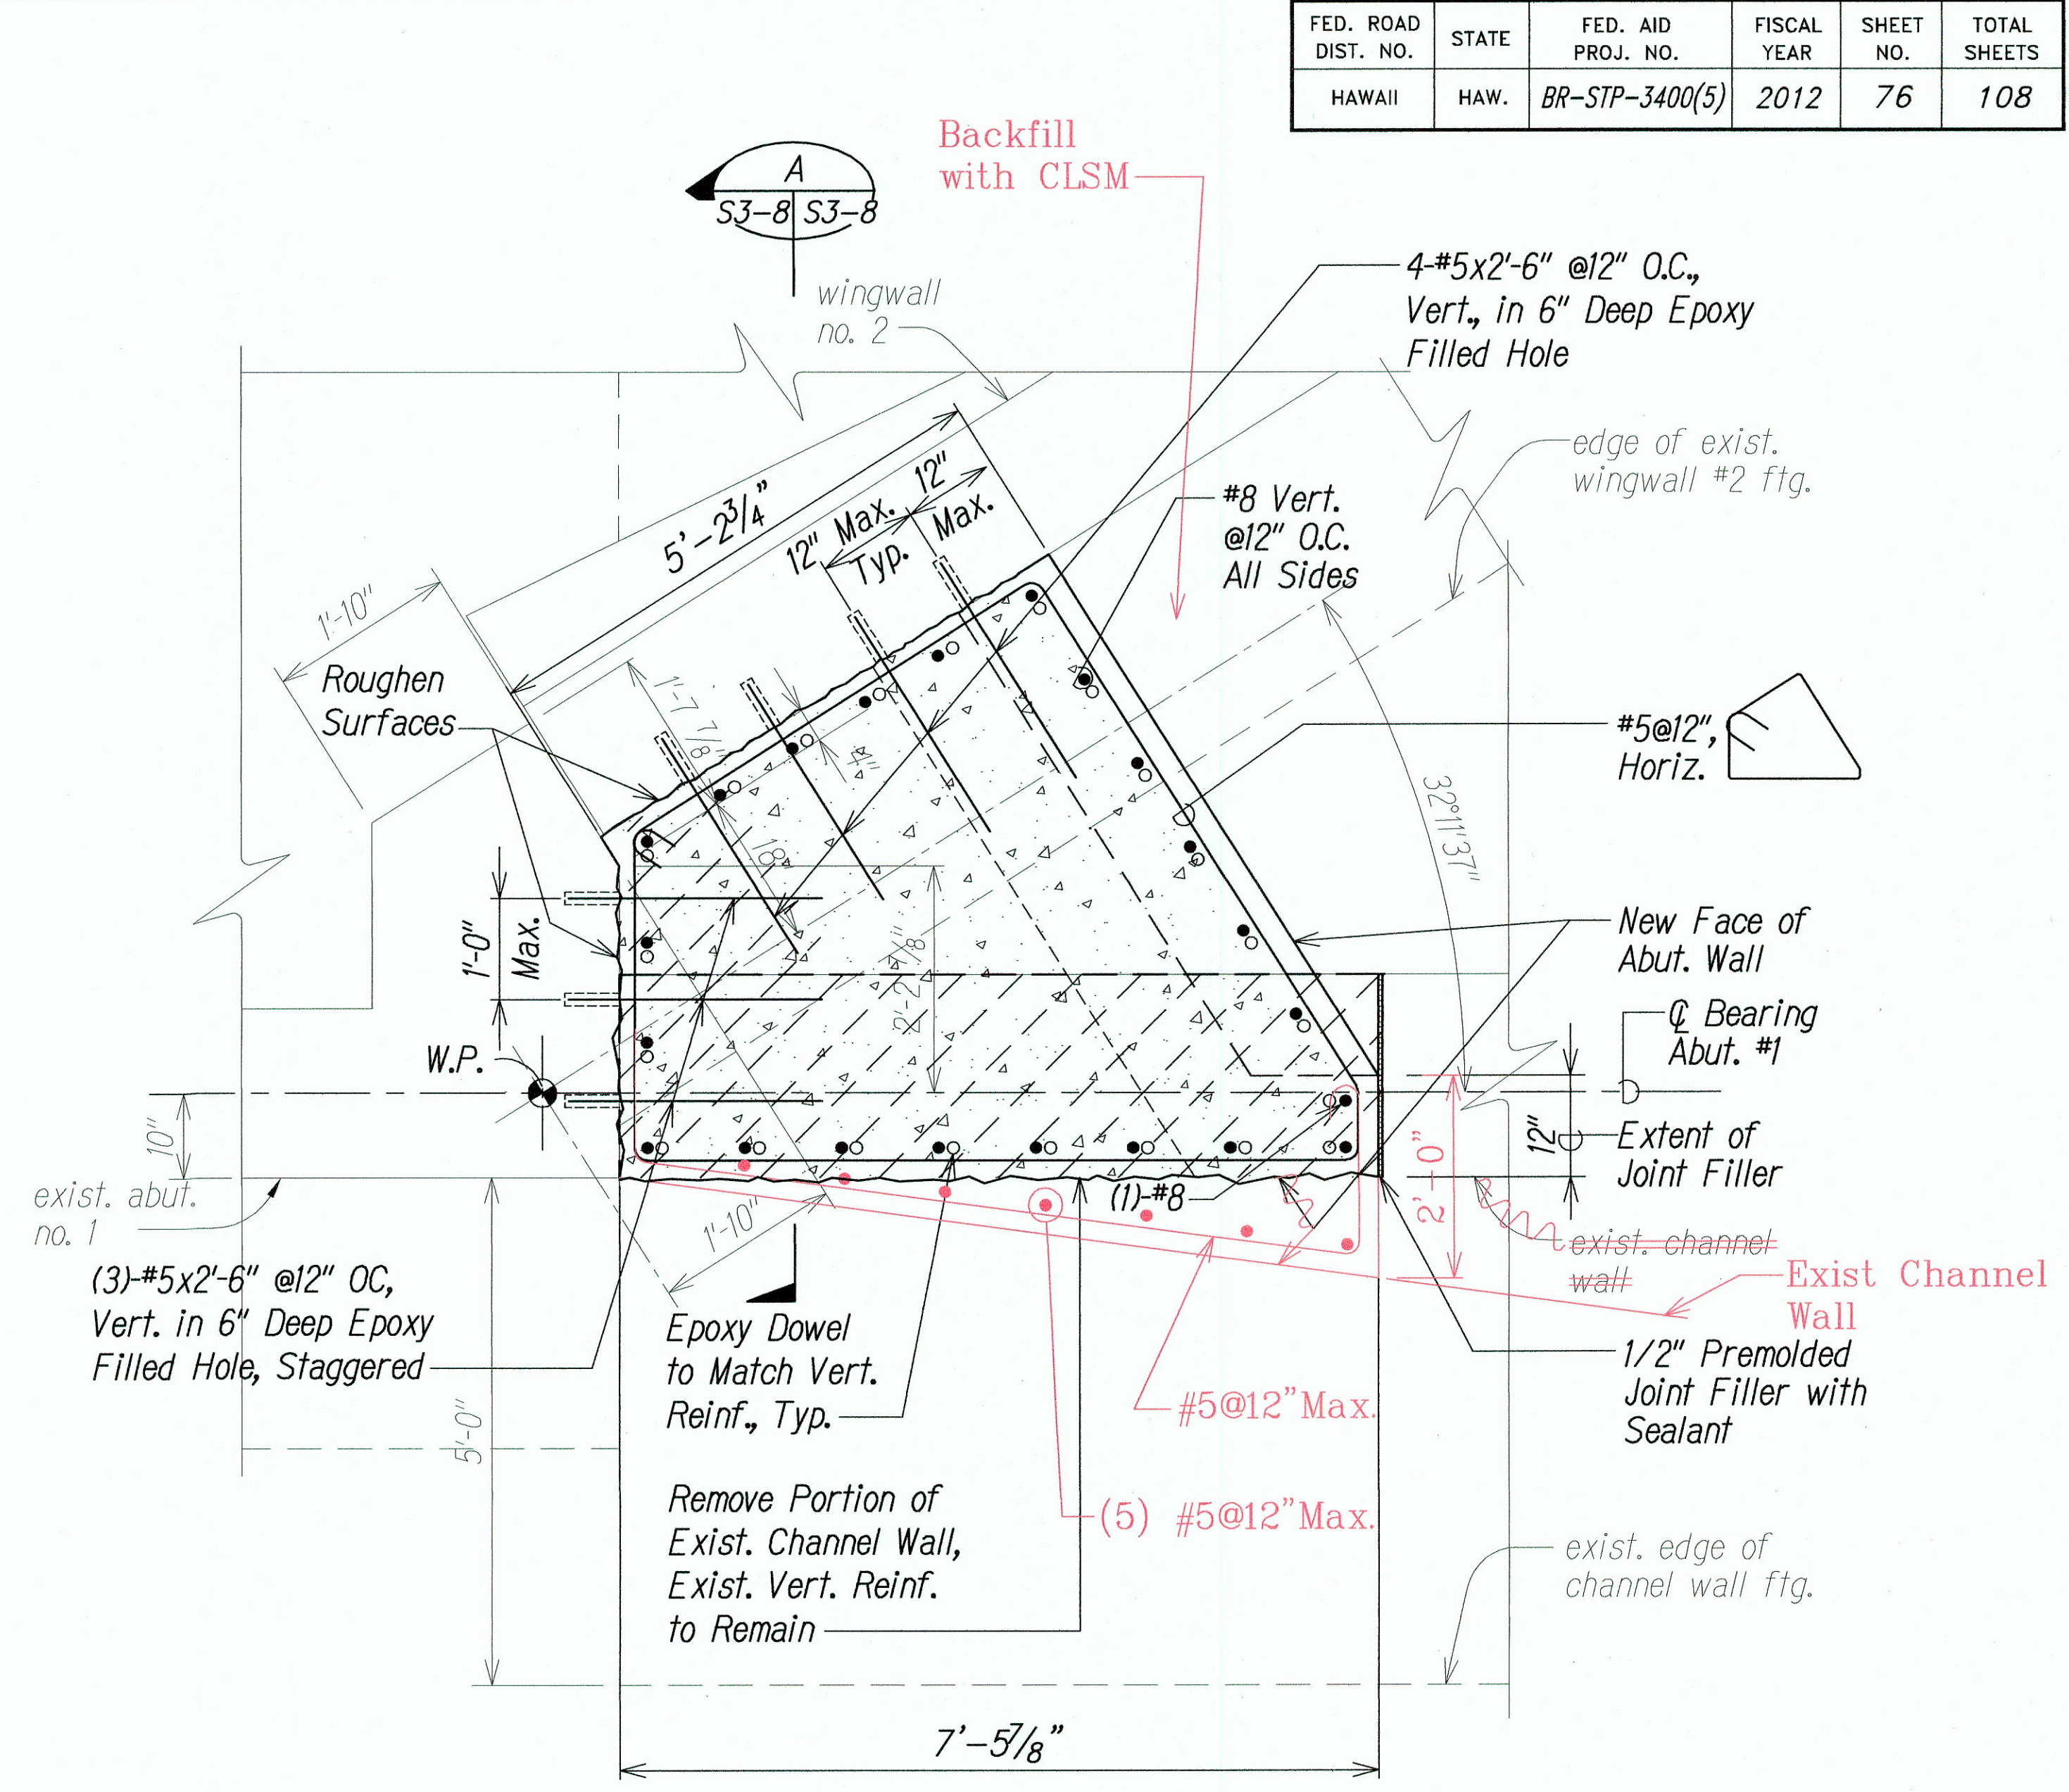 FED. ROAD DIST. NO.
STATE
FED. AID PROJ. NO.
FISCAL YEAR
SHEET NO.
TOTAL SHEETS
HAWAII
HAW.
BR-STP-3400(5)
2012
76
108
Backfill
with CLSM
A
S3-8
S3-8
wingwall
no. 2
4-#5x2'-6" @12" O.C.,
Vert., in 6" Deep Epoxy
Filled Hole
edge of exist.
wingwall #2 ftg.
#8 Vert.
@12" O.C.
All Sides
12"
Max.
12" Max.
Typ.
5'-2 3/4"
1'-10"
Roughen
Surfaces
1'-7 7/8"
4"
18"
#5@12",
Horiz.
32°11'37"
1'-0"
Max.
2'-2 7/8"
New Face of
Abut. Wall
℄ Bearing
Abut. #1
W.P.
10"
12"
Extent of
Joint Filler
2'-0"
exist. abut.
no. 1
(1)-#8
1'-10"
exist. channel
wall
Exist Channel
Wall
(3)-#5x2'-6" @12" OC,
Vert. in 6" Deep Epoxy
Filled Hole, Staggered
Epoxy Dowel
to Match Vert.
Reinf., Typ.
1/2" Premolded
Joint Filler with
Sealant
#5@12"Max.
5'-0"
(5) #5@12"Max.
Remove Portion of
Exist. Channel Wall,
Exist. Vert. Reinf.
to Remain
exist. edge of
channel wall ftg.
7'-5 7/8"